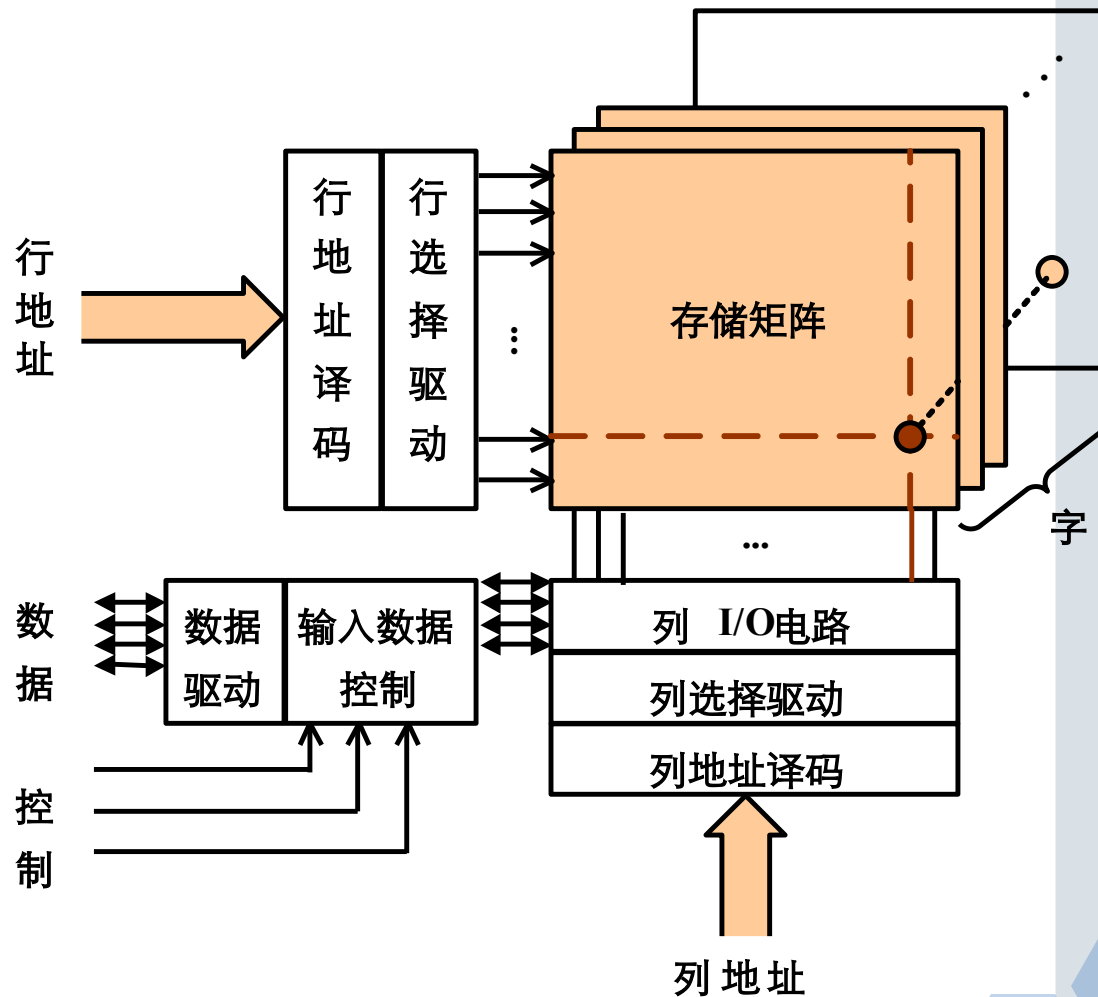 行地址
行地址译码
行选择驱动
...
存储矩阵
字
...
数据
数据驱动
输入数据控制
列 I/O电路
列选择驱动
列地址译码
控制
列地址